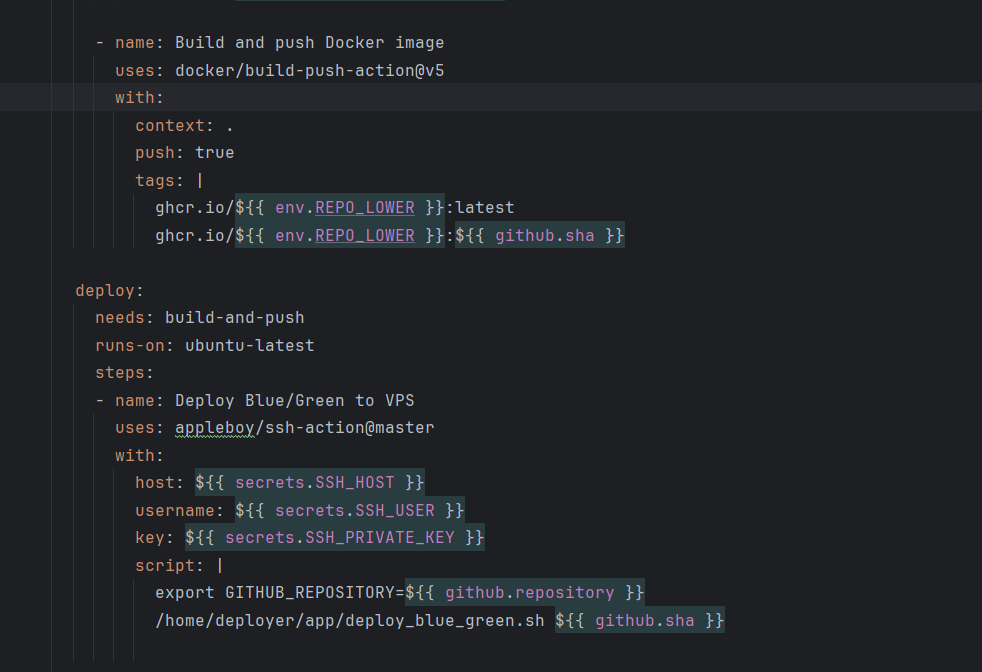 - name: Build and push Docker image
uses: docker/build-push-action@v5
with:
context: .
push: true
tags: |
ghcr.io/${{ env.REPO_LOWER }}:latest
ghcr.io/${{ env.REPO_LOWER }}:${{ github.sha }}
deploy:
needs: build-and-push
runs-on: ubuntu-latest
steps:
- name: Deploy Blue/Green to VPS
uses: appleboy/ssh-action@master
with:
host: ${{ secrets.SSH_HOST }}
username: ${{ secrets.SSH_USER }}
key: ${{ secrets.SSH_PRIVATE_KEY }}
script: |
export GITHUB_REPOSITORY=${{ github.repository }}
/home/deployer/app/deploy_blue_green.sh ${{ github.sha }}